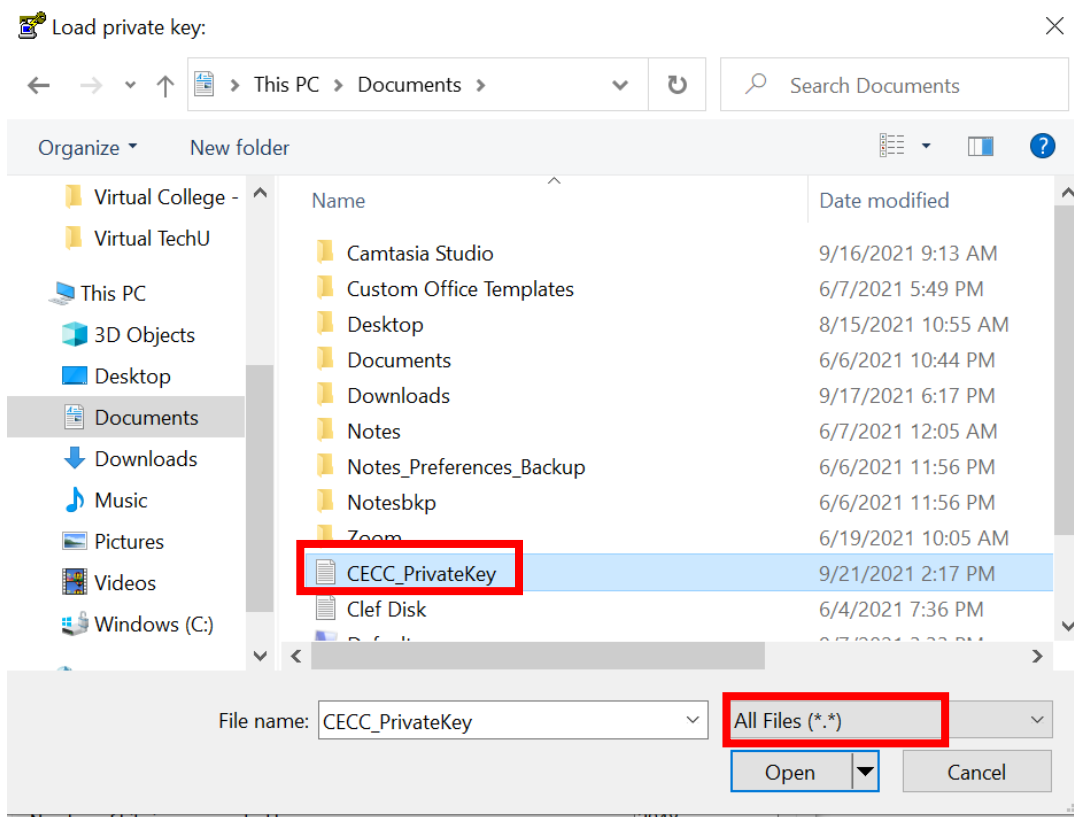 Load private key:
This PC > Documents >
Search Documents
Organize
New folder
?
Virtual College -
Virtual TechU
This PC
3D Objects
Desktop
Documents
Downloads
Music
Pictures
Videos
Windows (C:)
Name Date modified
Camtasia Studio 9/16/2021 9:13 AM
Custom Office Templates 6/7/2021 5:49 PM
Desktop 8/15/2021 10:55 AM
Documents 6/6/2021 10:44 PM
Downloads 9/17/2021 6:17 PM
Notes 6/7/2021 12:05 AM
Notes_Preferences_Backup 6/6/2021 11:56 PM
Notesbkp 6/6/2021 11:56 PM
Zoom 6/19/2021 10:05 AM
CECC_PrivateKey 9/21/2021 2:17 PM
Clef Disk 6/4/2021 7:36 PM
File name: CECC_PrivateKey
All Files (*.*)
Open
Cancel